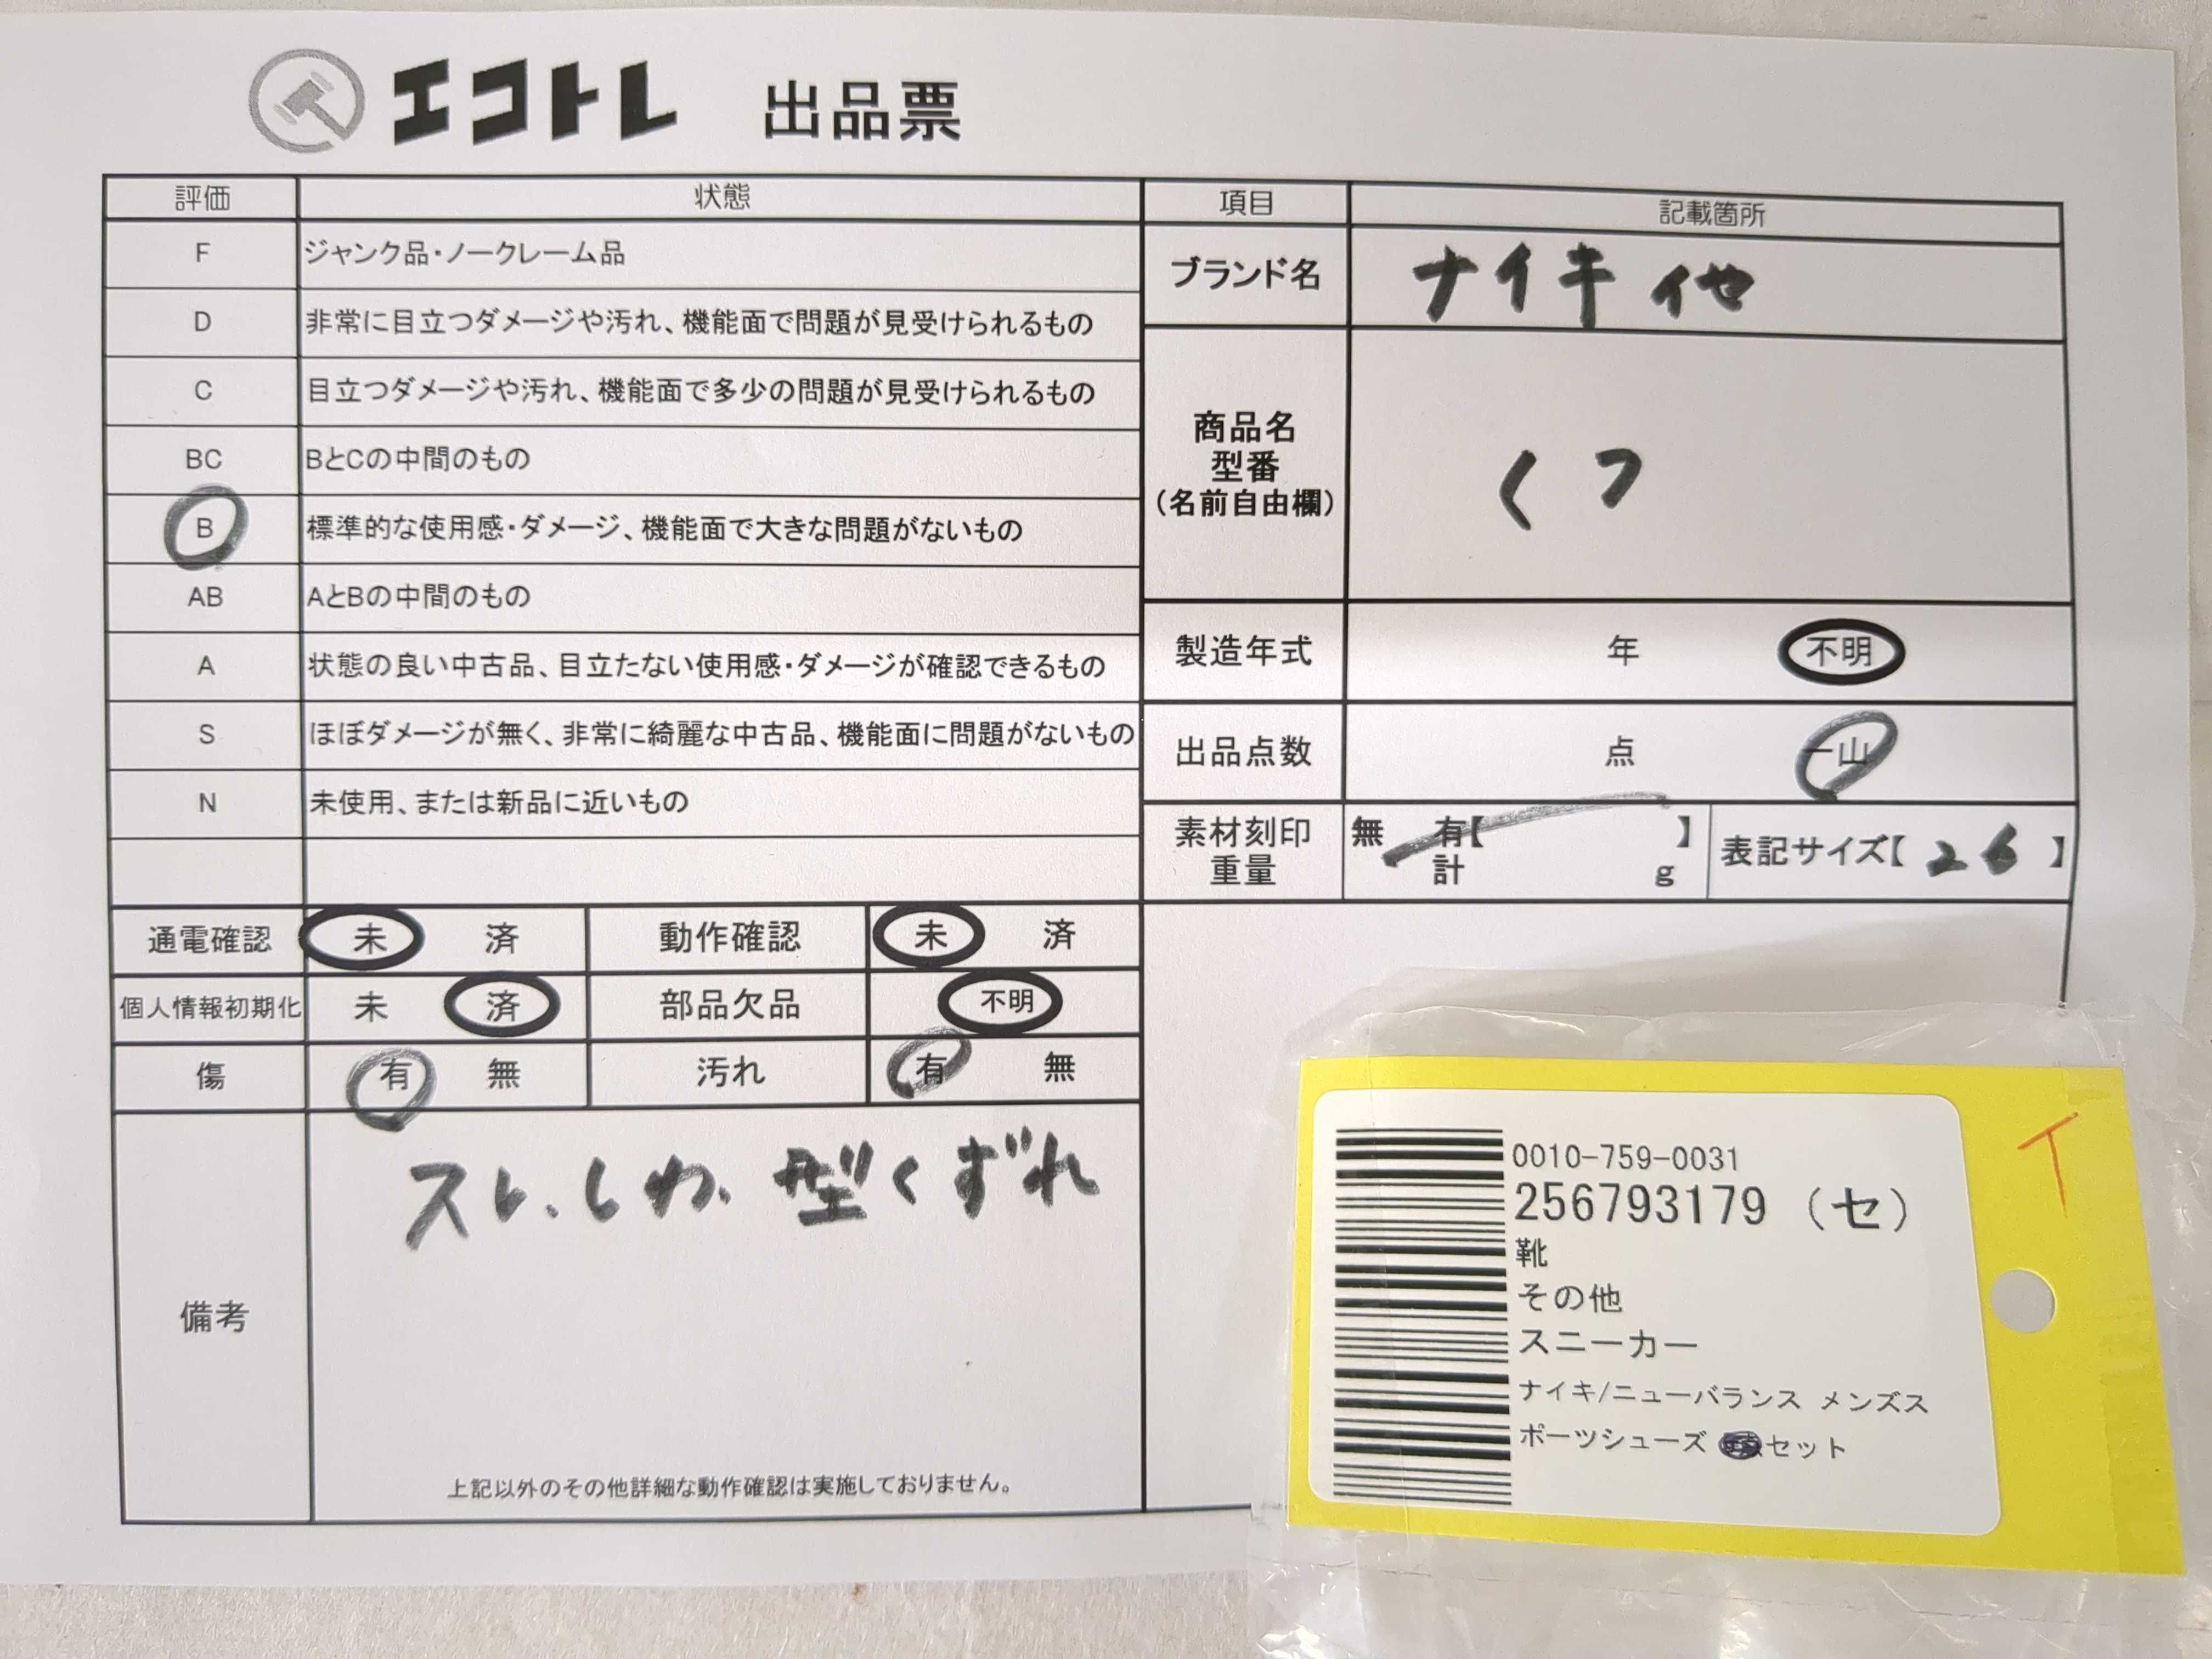 エコトレ 出品票
評価 状態
F ジャンク品・ノークレーム品
D 非常に目立つダメージや汚れ、機能面で問題が見受けられるもの
C 目立つダメージや汚れ、機能面で多少の問題が見受けられるもの
BC BとCの中間のもの
B 標準的な使用感・ダメージ、機能面で大きな問題がないもの
AB AとBの中間のもの
A 状態の良い中古品、目立たない使用感・ダメージが確認できるもの
S ほぼダメージが無く、非常に綺麗な中古品、機能面に問題がないもの
N 未使用、または新品に近いもの
項目 記載箇所
ブランド名 ナイキ 他
商品名
型番
(名前自由欄)
くつ
製造年式 年 不明
出品点数 点 一山
素材刻印 無 有【 】
重量 計 g
表記サイズ【 26 】
通電確認 未 済 動作確認 未 済
個人情報初期化 未 済 部品欠品 不明
傷 有 無 汚れ 有 無
備考
スレ、しわ、型くずれ
上記以外のその他詳細な動作確認は実施しておりません。
イ
0010-759-0031
256793179 (セ)
靴
その他
スニーカー
ナイキ/ニューバランス メンズス
ポーツシューズ セット